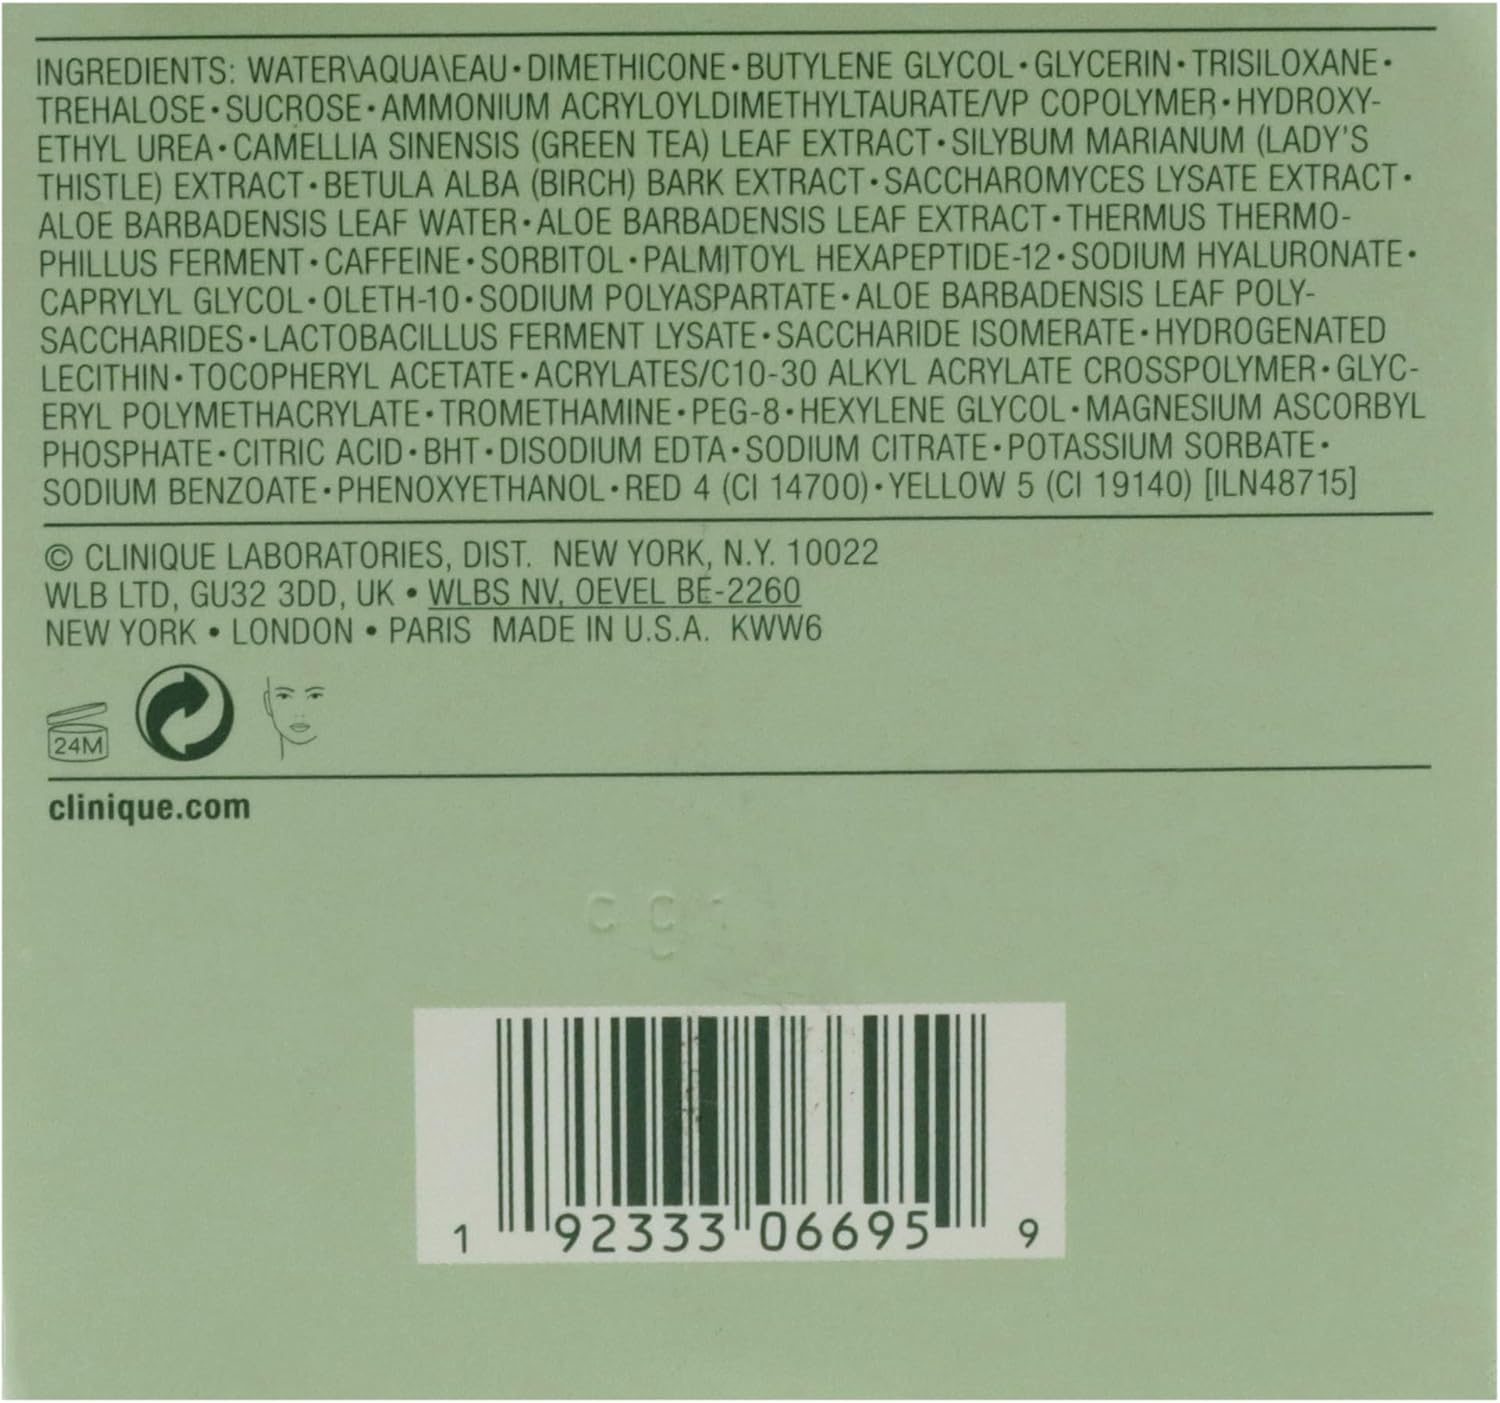 INGREDIENTS: WATER\AQUA\EAU • DIMETHICONE • BUTYLENE GLYCOL • GLYCERIN • TRISILOXANE •
TREHALOSE • SUCROSE • AMMONIUM ACRYLOYLDIMETHYLTAURATE/VP COPOLYMER • HYDROXY-
ETHYL UREA • CAMELLIA SINENSIS (GREEN TEA) LEAF EXTRACT • SILYBUM MARIANUM (LADY'S
THISTLE) EXTRACT • BETULA ALBA (BIRCH) BARK EXTRACT • SACCHAROMYCES LYSATE EXTRACT •
ALOE BARBADENSIS LEAF WATER • ALOE BARBADENSIS LEAF EXTRACT • THERMUS THERMO-
PHILLUS FERMENT • CAFFEINE • SORBITOL • PALMITOYL HEXAPEPTIDE-12 • SODIUM HYALURONATE •
CAPRYLYL GLYCOL • OLETH-10 • SODIUM POLYASPARTATE • ALOE BARBADENSIS LEAF POLY-
SACCHARIDES • LACTOBACILLUS FERMENT LYSATE • SACCHARIDE ISOMERATE • HYDROGENATED
LECITHIN • TOCOPHERYL ACETATE • ACRYLATES/C10-30 ALKYL ACRYLATE CROSSPOLYMER • GLYC-
ERYL POLYMETHACRYLATE • TROMETHAMINE • PEG-8 • HEXYLENE GLYCOL • MAGNESIUM ASCORBYL
PHOSPHATE • CITRIC ACID • BHT • DISODIUM EDTA • SODIUM CITRATE • POTASSIUM SORBATE •
SODIUM BENZOATE • PHENOXYETHANOL • RED 4 (CI 14700) • YELLOW 5 (CI 19140) [ILN48715]
© CLINIQUE LABORATORIES, DIST. NEW YORK, N.Y. 10022
WLB LTD, GU32 3DD, UK • WLBS NV, OEVEL BE-2260
NEW YORK • LONDON • PARIS MADE IN U.S.A. KWW6
24M
clinique.com
1 92333 06695 9